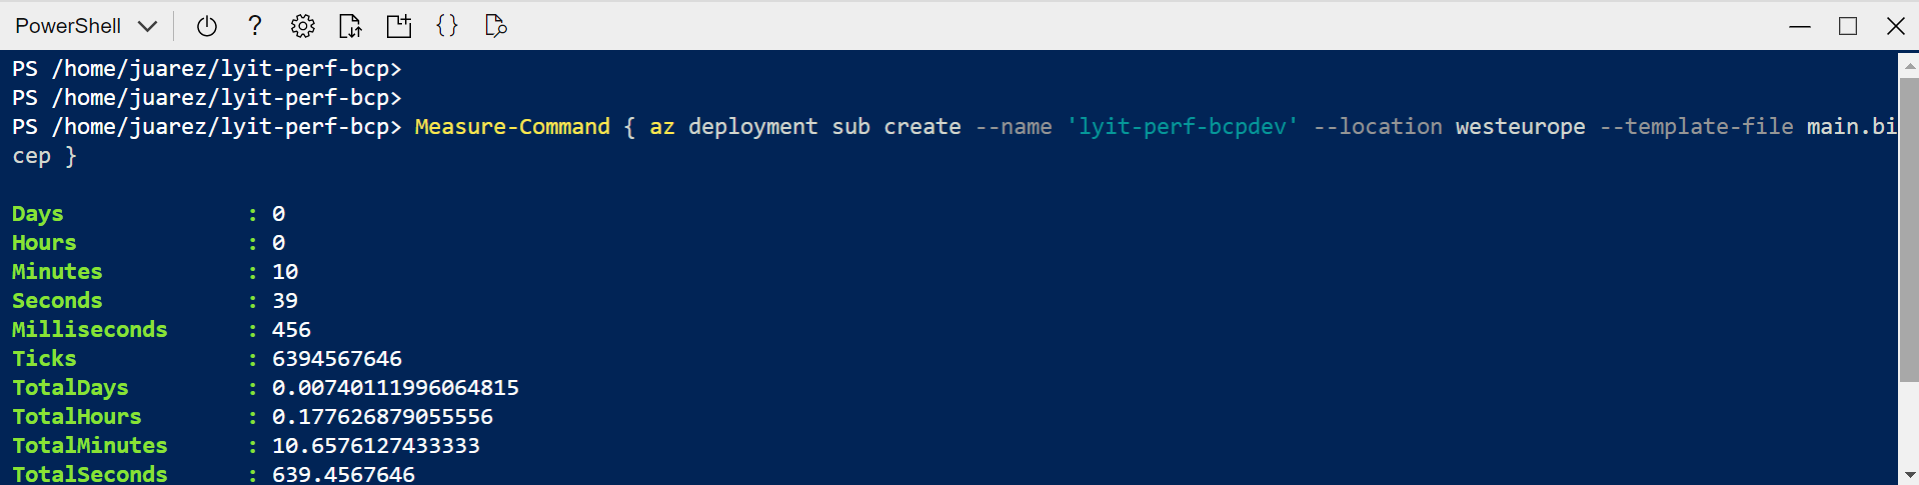 PowerShell
PS /home/juarez/lyit-perf-bcp>
PS /home/juarez/lyit-perf-bcp>
PS /home/juarez/lyit-perf-bcp> Measure-Command { az deployment sub create --name 'lyit-perf-bcpdev' --location westeurope --template-file main.bi
cep }
Days : 0
Hours : 0
Minutes : 10
Seconds : 39
Milliseconds : 456
Ticks : 6394567646
TotalDays : 0.00740111996064815
TotalHours : 0.177626879055556
TotalMinutes : 10.6576127433333
TotalSeconds : 639.4567646